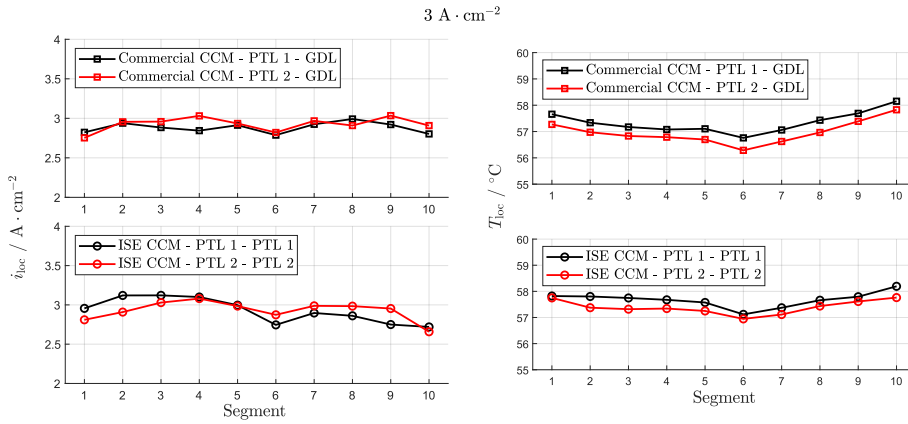 3 A · cm⁻²
4
3.5
3
2.5
2
Commercial CCM - PTL 1 - GDL
Commercial CCM - PTL 2 - GDL
1 2 3 4 5 6 7 8 9 10
60
59
58
57
56
55
Commercial CCM - PTL 1 - GDL
Commercial CCM - PTL 2 - GDL
1 2 3 4 5 6 7 8 9 10
i_loc / A · cm⁻²
T_loc / °C
4
3.5
3
2.5
2
ISE CCM - PTL 1 - PTL 1
ISE CCM - PTL 2 - PTL 2
1 2 3 4 5 6 7 8 9 10
Segment
60
59
58
57
56
55
ISE CCM - PTL 1 - PTL 1
ISE CCM - PTL 2 - PTL 2
1 2 3 4 5 6 7 8 9 10
Segment